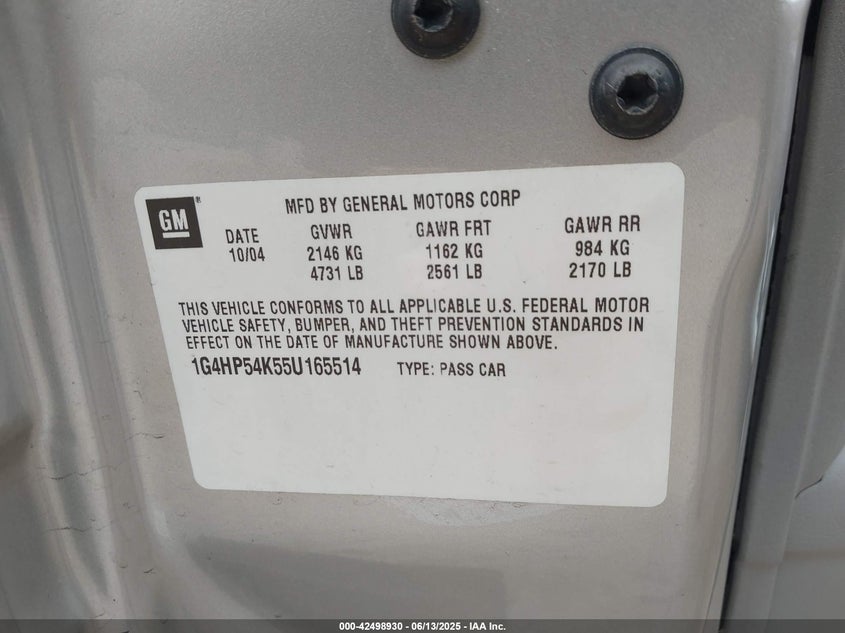 GM®
MFD BY GENERAL MOTORS CORP
DATE GVWR GAWR FRT GAWR RR
10/04 2146 KG 1162 KG 984 KG
4731 LB 2561 LB 2170 LB
THIS VEHICLE CONFORMS TO ALL APPLICABLE U.S. FEDERAL MOTOR
VEHICLE SAFETY, BUMPER, AND THEFT PREVENTION STANDARDS IN
EFFECT ON THE DATE OF MANUFACTURE SHOWN ABOVE.
1G4HP54K55U165514 TYPE: PASS CAR
000-42498930 - 06/13/2025 - IAA Inc.